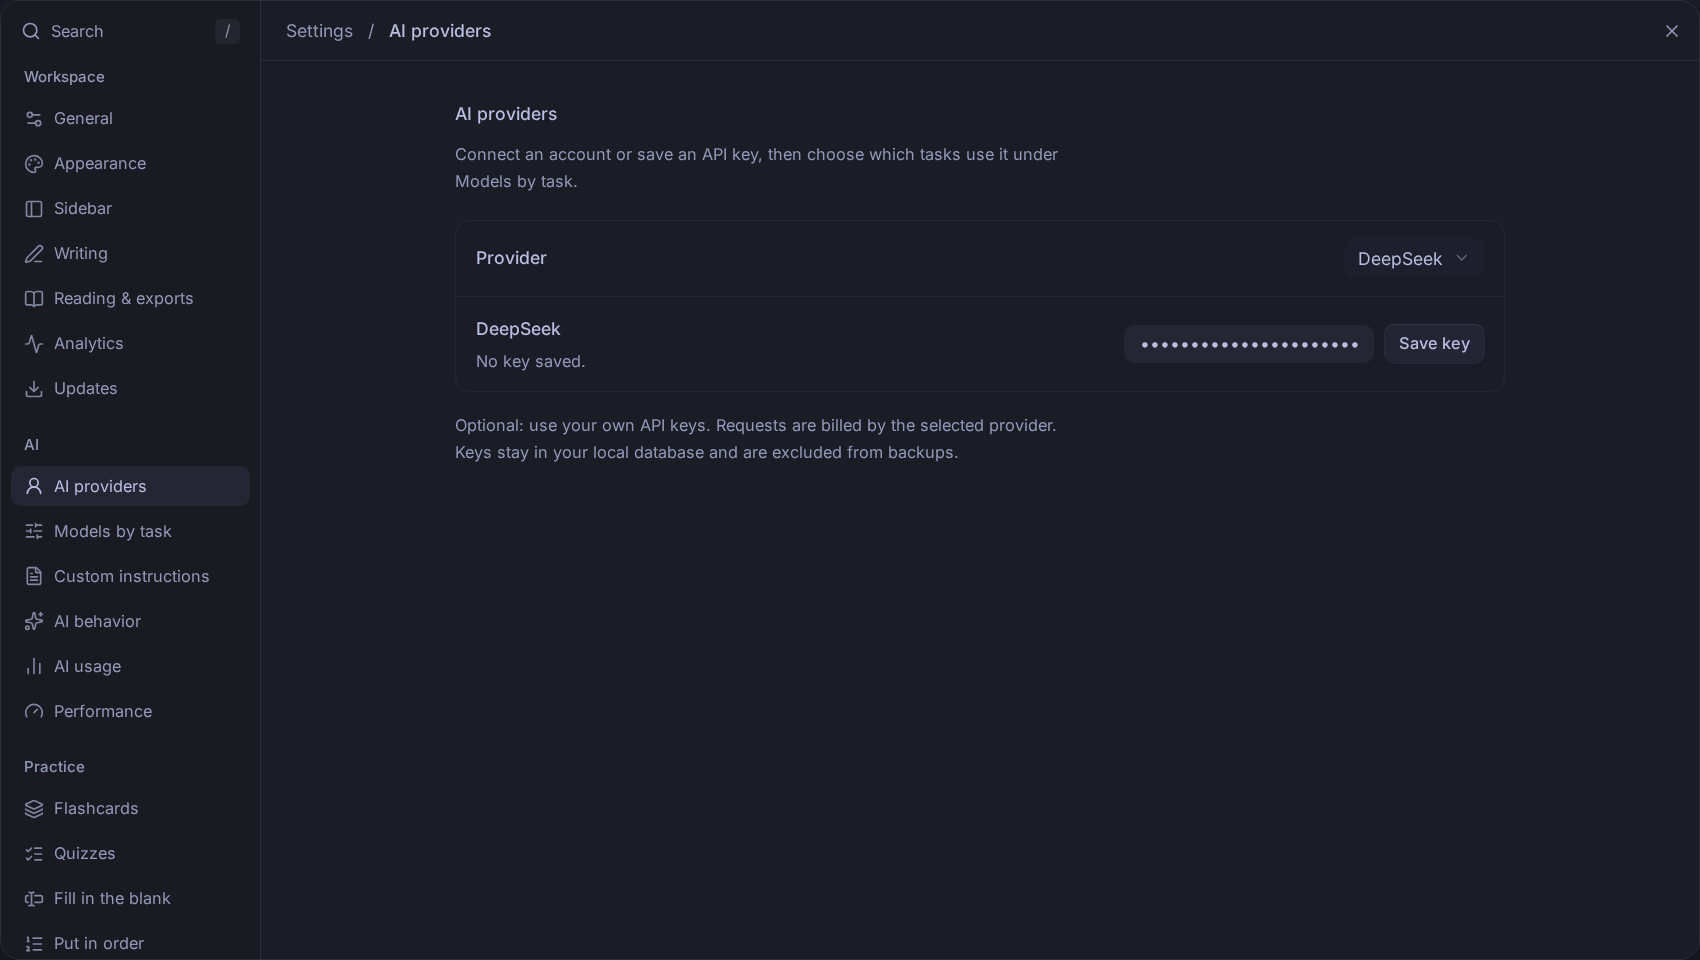 Search /
Settings / AI providers
Workspace
General
Appearance
Sidebar
Writing
Reading & exports
Analytics
Updates
AI
AI providers
Models by task
Custom instructions
AI behavior
AI usage
Performance
Practice
Flashcards
Quizzes
Fill in the blank
Put in order
AI providers
Connect an account or save an API key, then choose which tasks use it under
Models by task.
Provider DeepSeek
DeepSeek
No key saved.
•••••••••••••••••••••• Save key
Optional: use your own API keys. Requests are billed by the selected provider.
Keys stay in your local database and are excluded from backups.